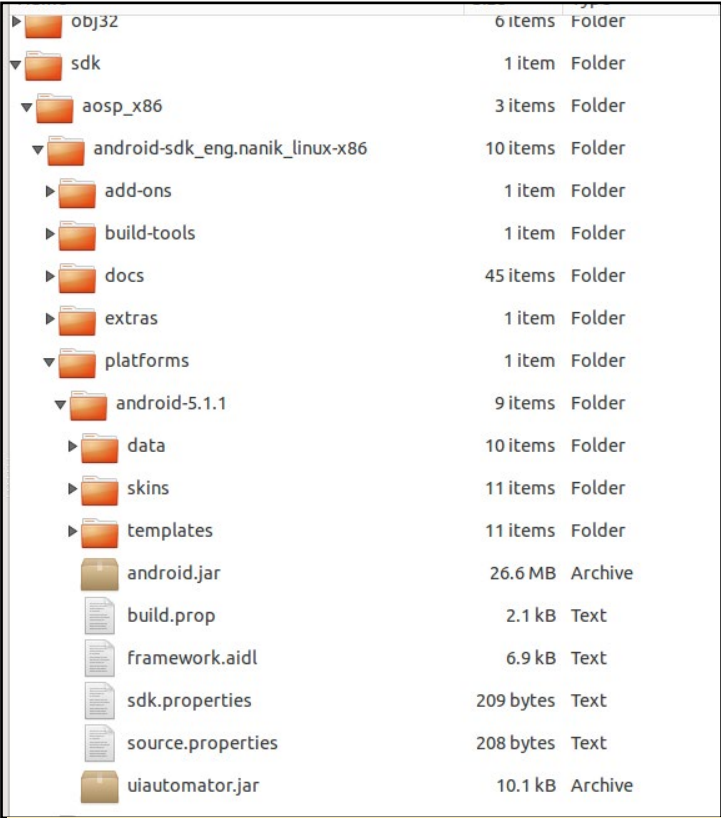 obj32 6 items Folder
sdk 1 item Folder
aosp_x86 3 items Folder
android-sdk_eng.nanik_linux-x86 10 items Folder
add-ons 1 item Folder
build-tools 1 item Folder
docs 45 items Folder
extras 1 item Folder
platforms 1 item Folder
android-5.1.1 9 items Folder
data 10 items Folder
skins 11 items Folder
templates 11 items Folder
android.jar 26.6 MB Archive
build.prop 2.1 kB Text
framework.aidl 6.9 kB Text
sdk.properties 209 bytes Text
source.properties 208 bytes Text
uiautomator.jar 10.1 kB Archive